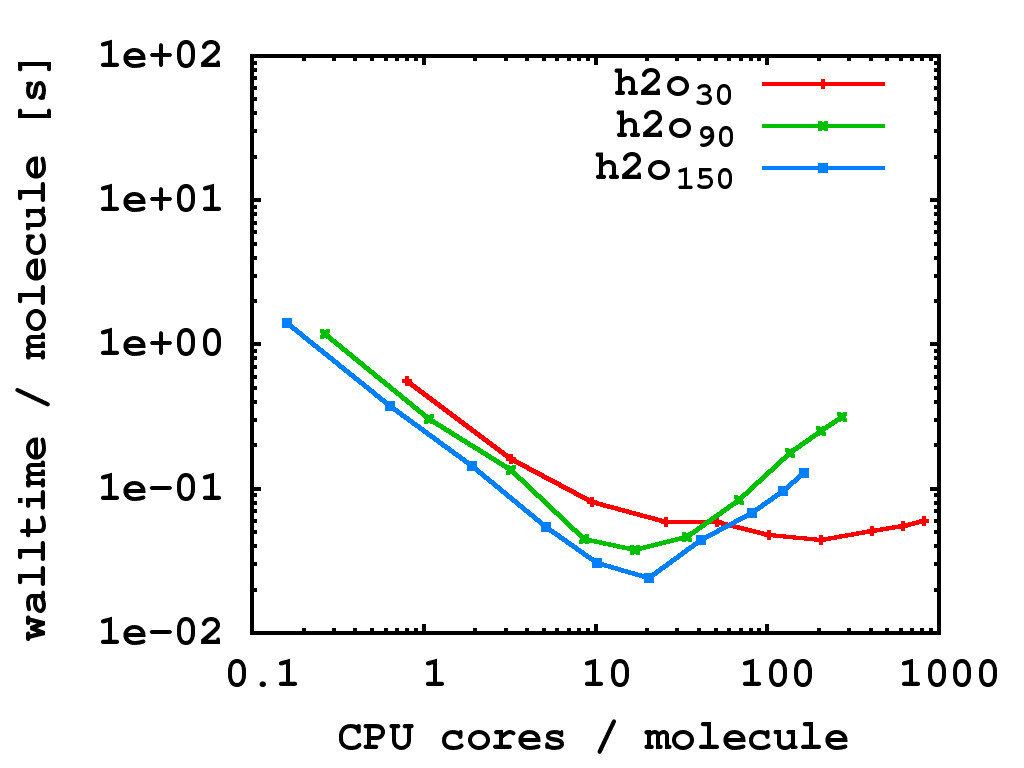 1e+02
1e+01
1e+00
1e−01
1e−02
0.1 1 10 100 1000
walltime / molecule [s]
CPU cores / molecule
h2o₃₀
h2o₉₀
h2o₁₅₀